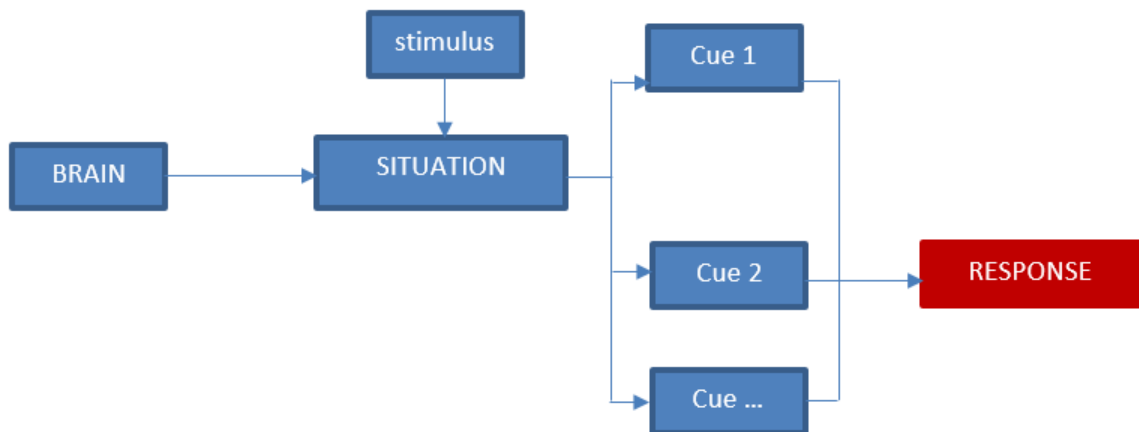 stimulus
Cue 1
BRAIN
SITUATION
Cue 2
RESPONSE
Cue ...